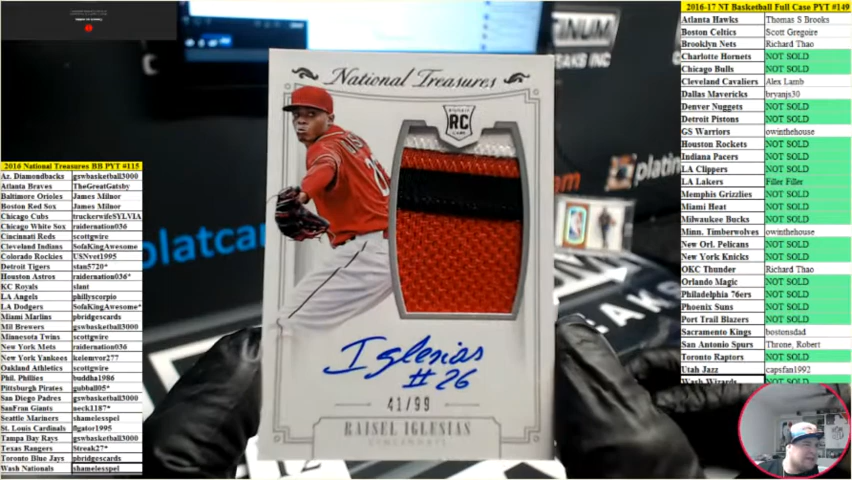 2016 National Treasures BB PYT #115
Az. Diamondbacks gswbasketball3000
Atlanta Braves TheGreatGatsby
Baltimore Orioles James Milnor
Boston Red Sox James Milnor
Chicago Cubs truckerwifeSYLVIA
Chicago White Sox raidernation036
Cincinnati Reds scottgwire
Cleveland Indians SofaKingAwesome
Colorado Rockies USNvet1995
Detroit Tigers stan5720*
Houston Astros raidernation036*
KC Royals slant
LA Angels phillyscorpio
LA Dodgers SofaKingAwesome*
Miami Marlins pbridgescards
Mil Brewers gswbasketball3000
Minnesota Twins scottgwire
New York Mets raidernation036
New York Yankees keiemvor277
Oakland Athletics scottgwire
Phil. Phillies buddha1986
Pittsburgh Pirates gubball05*
San Diego Padres gswbasketball3000
SanFran Giants neck1187*
Seattle Mariners shamelesspel
St. Louis Cardinals flgator1995
Tampa Bay Rays gswbasketball3000
Texas Rangers Streak27*
Toronto Blue Jays pbridgescards
Wash Nationals shamelesspel
National Treasures
RC
Iglesias
#26
41/99
RAISEL IGLESIAS
CINCINNATI
platcar
platin
INUM
KS INC
2016-17 NT Basketball Full Case PYT #149
Atlanta Hawks Thomas S Brooks
Boston Celtics Scott Gregoire
Brooklyn Nets Richard Thao
Charlotte Hornets NOT SOLD
Chicago Bulls NOT SOLD
Cleveland Cavaliers Alex Lamb
Dallas Mavericks bryanjs30
Denver Nuggets NOT SOLD
Detroit Pistons NOT SOLD
GS Warriors owinthehouse
Houston Rockets NOT SOLD
Indiana Pacers NOT SOLD
LA Clippers NOT SOLD
LA Lakers Filler Filler
Memphis Grizzlies NOT SOLD
Miami Heat NOT SOLD
Milwaukee Bucks NOT SOLD
Minn. Timberwolves owinthehouse
New Orl. Pelicans NOT SOLD
New York Knicks NOT SOLD
OKC Thunder Richard Thao
Orlando Magic NOT SOLD
Philadelphia 76ers NOT SOLD
Phoenix Suns NOT SOLD
Port Trail Blazers NOT SOLD
Sacramento Kings bostonsdad
San Antonio Spurs Throne, Robert
Toronto Raptors NOT SOLD
Utah Jazz capsfan1992
Wash Wizards NOT SOLD